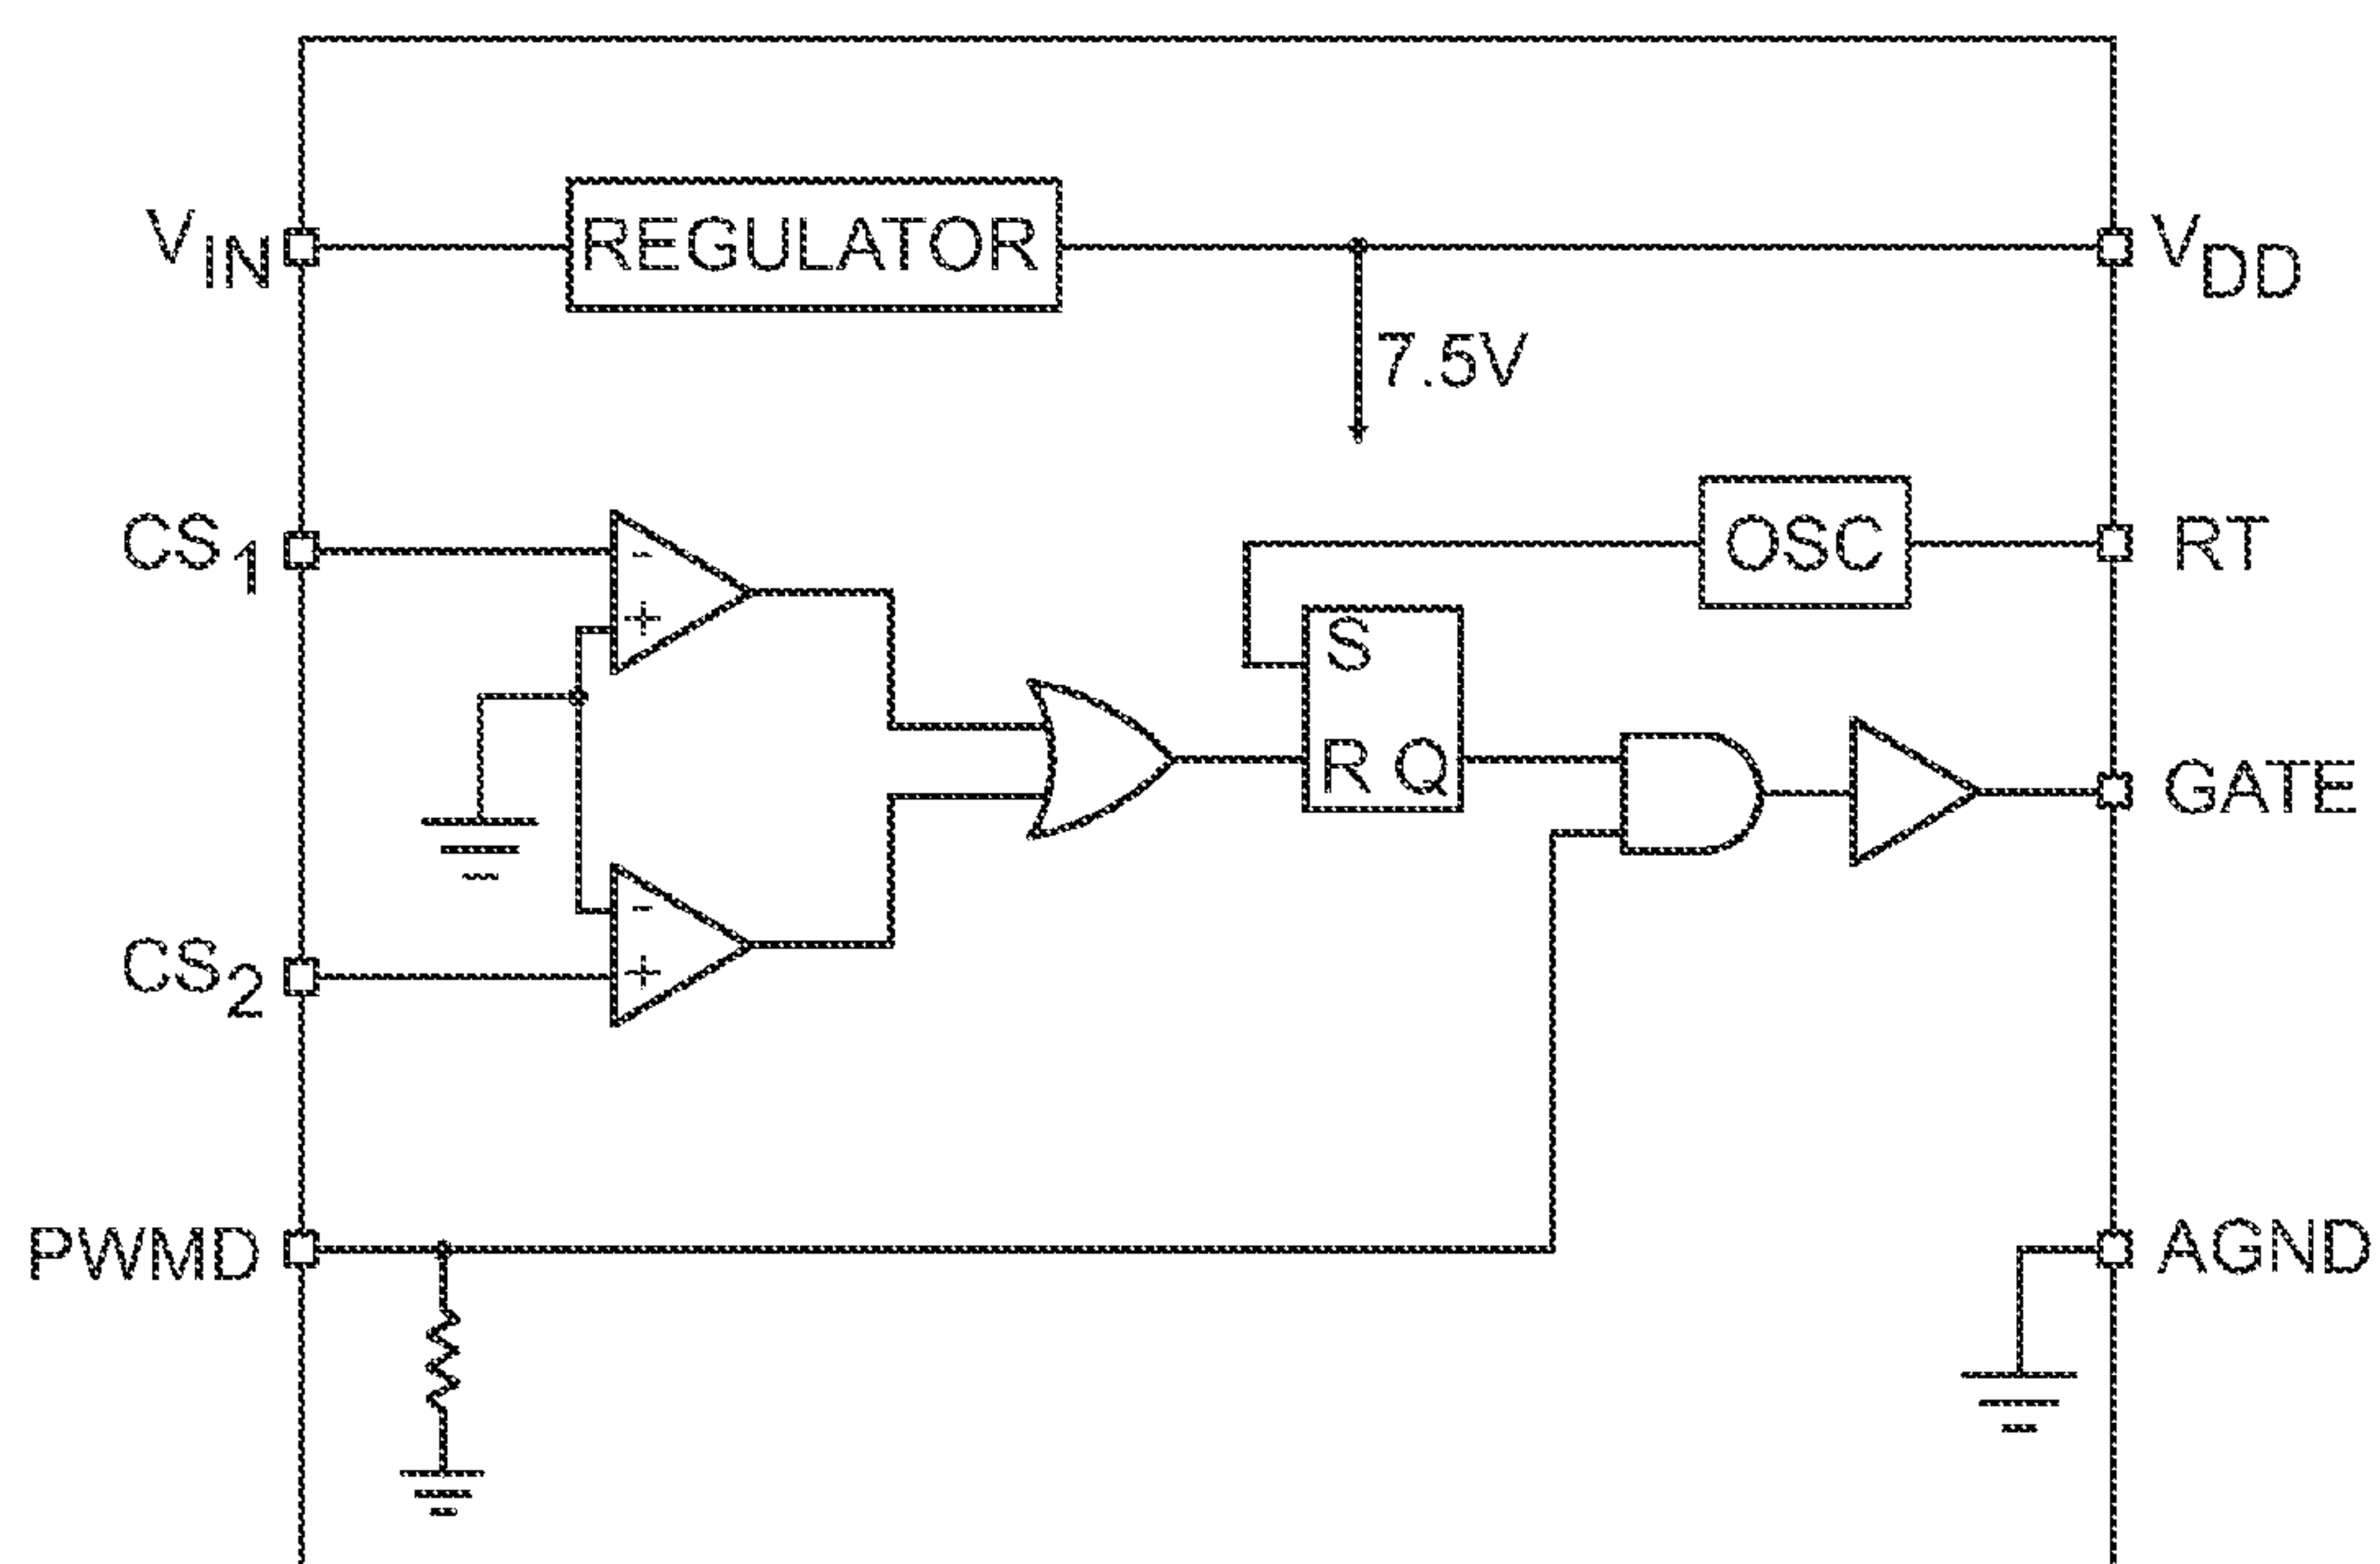 VIN REGULATOR VDD
7.5V
CS1 - OSC RT
+ S
R Q GATE
-
CS2 +
PWMD AGND